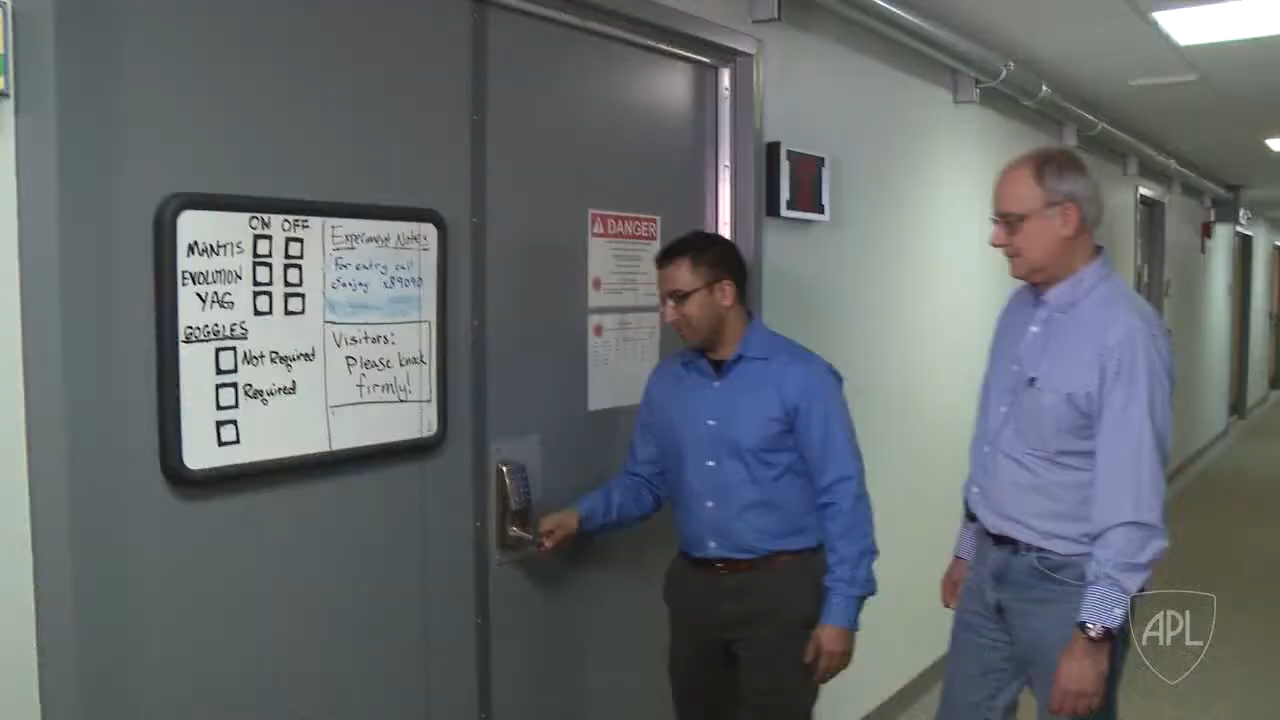 ON OFF
MANTIS
EVOLUTION
YAG
GOGGLES
Not Required
Required
Experiment Notes
For entry call
Sanjay x89090
Visitors:
Please knock
firmly!
DANGER
APL